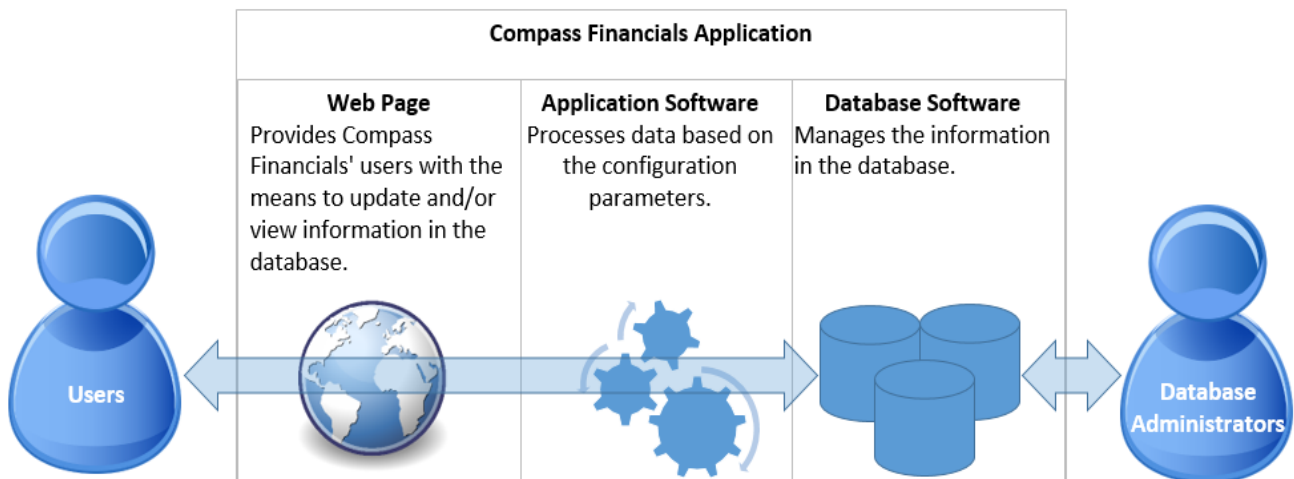 Compass Financials Application
Web Page
Provides Compass
Financials' users with the
means to update and/or
view information in the
database.
Application Software
Processes data based on
the configuration
parameters.
Database Software
Manages the information
in the database.
Users
Database
Administrators